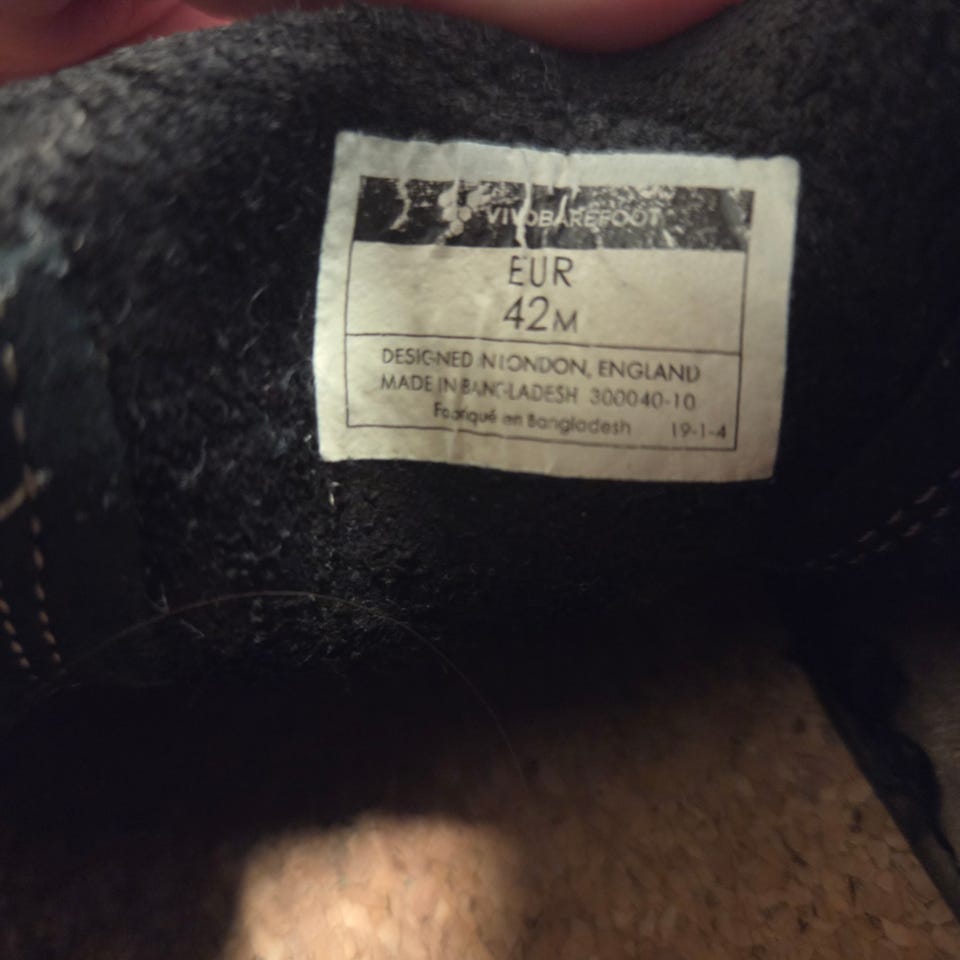 VIVOBAREFOOT
EUR
42M
DESIGNED IN LONDON, ENGLAND
MADE IN BANGLADESH 300040-10
Fabriqué en Bangladesh 19-1-4